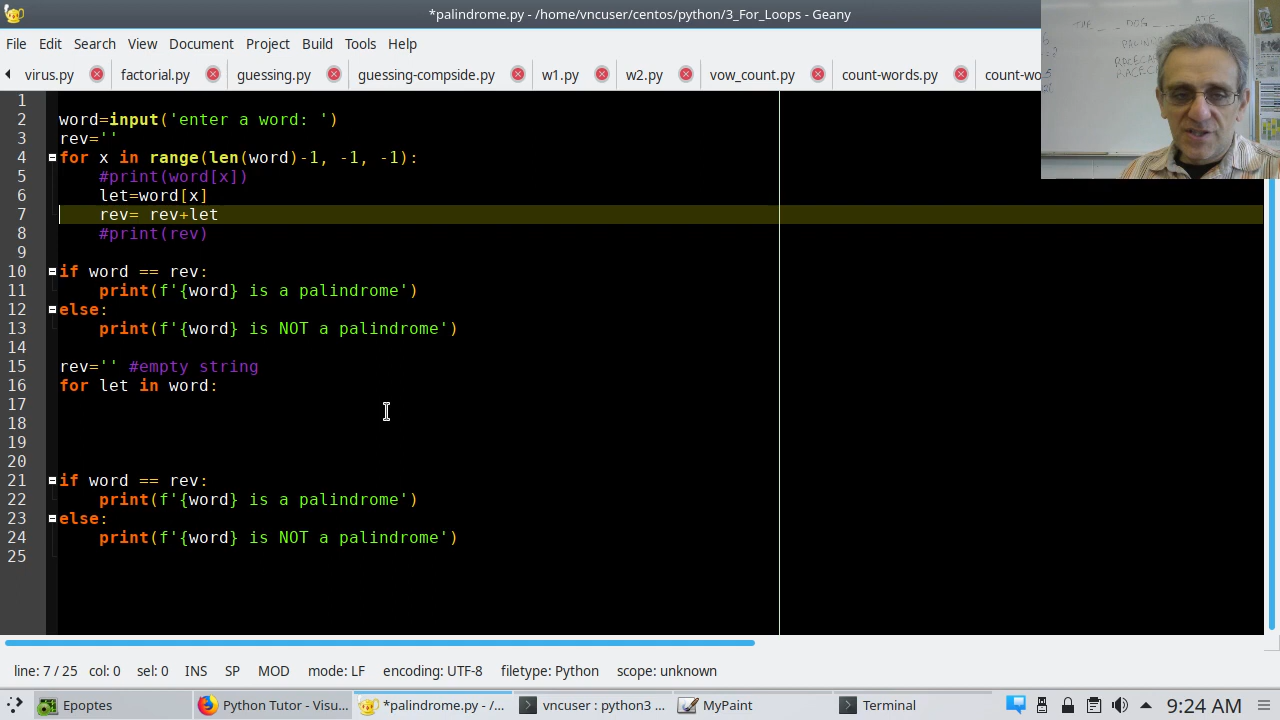 *palindrome.py - /home/vncuser/centos/python/3_For_Loops - Geany
File Edit Search View Document Project Build Tools Help
virus.py factorial.py guessing.py guessing-compside.py w1.py w2.py vow_count.py count-words.py count-wo
THE DOG ATE
1
2 word=input('enter a word: ')
3 rev=''
4 for x in range(len(word)-1, -1, -1):
5 #print(word[x])
6 let=word[x]
7 rev= rev+let
8 #print(rev)
9
10 if word == rev:
11 print(f'{word} is a palindrome')
12 else:
13 print(f'{word} is NOT a palindrome')
14
15 rev='' #empty string
16 for let in word:
17
18
19
20
21 if word == rev:
22 print(f'{word} is a palindrome')
23 else:
24 print(f'{word} is NOT a palindrome')
25
line: 7 / 25 col: 0 sel: 0 INS SP MOD mode: LF encoding: UTF-8 filetype: Python scope: unknown
Epoptes Python Tutor - Visu... *palindrome.py - /... vncuser : python3 ... MyPaint Terminal 9:24 AM